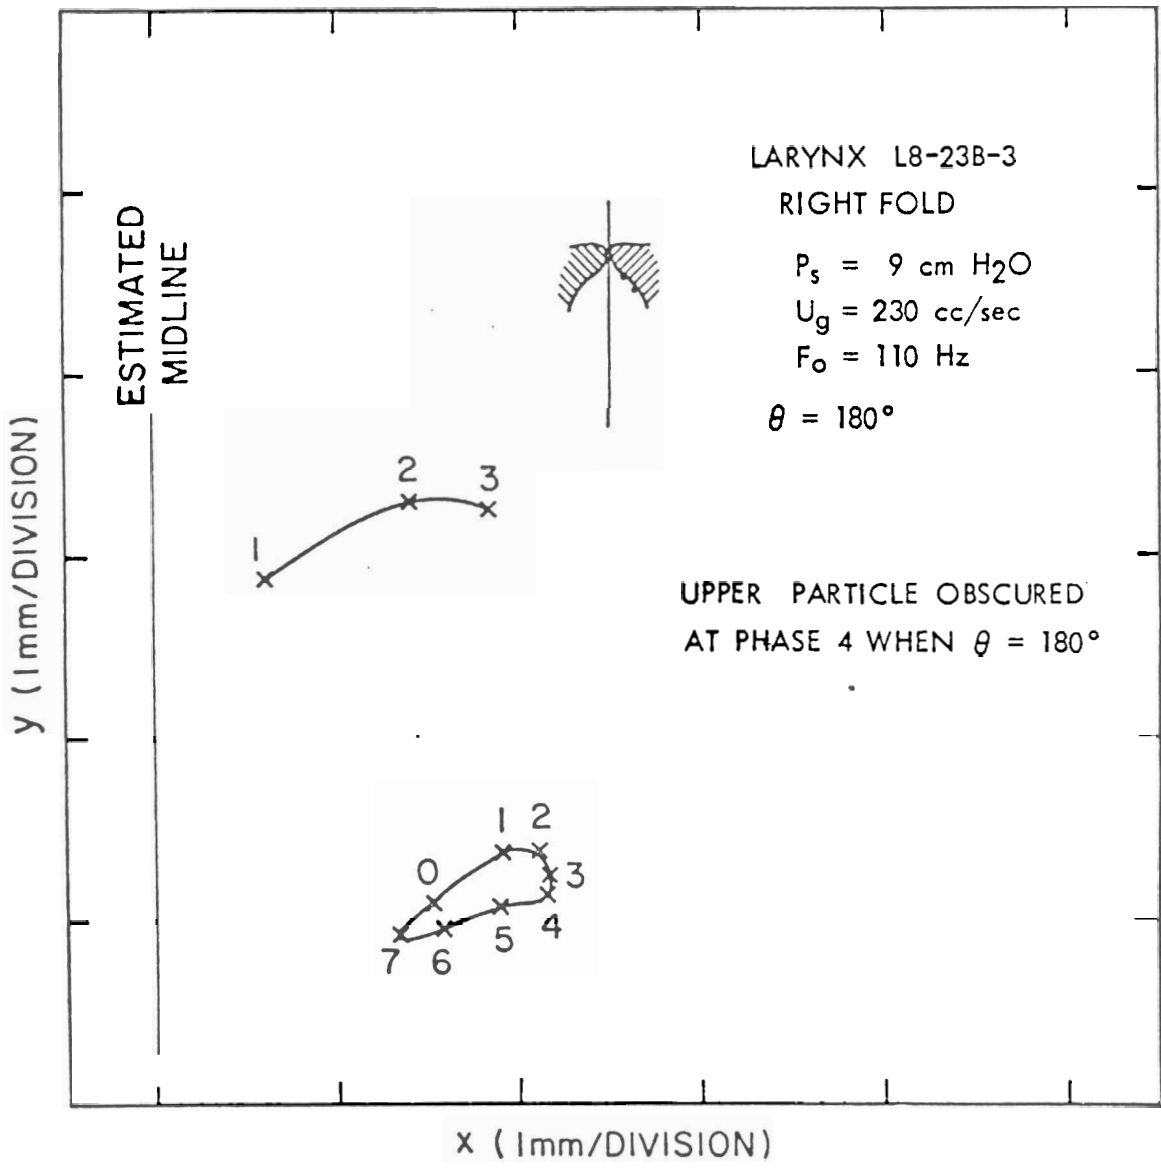 LARYNX L8-23B-3
RIGHT FOLD
Ps = 9 cm H2O
Ug = 230 cc/sec
Fo = 110 Hz
θ = 180°
ESTIMATED
MIDLINE
1
2
3
UPPER PARTICLE OBSCURED
AT PHASE 4 WHEN θ = 180°
0
1
2
3
4
5
6
7
y (1mm/DIVISION)
x (1mm/DIVISION)